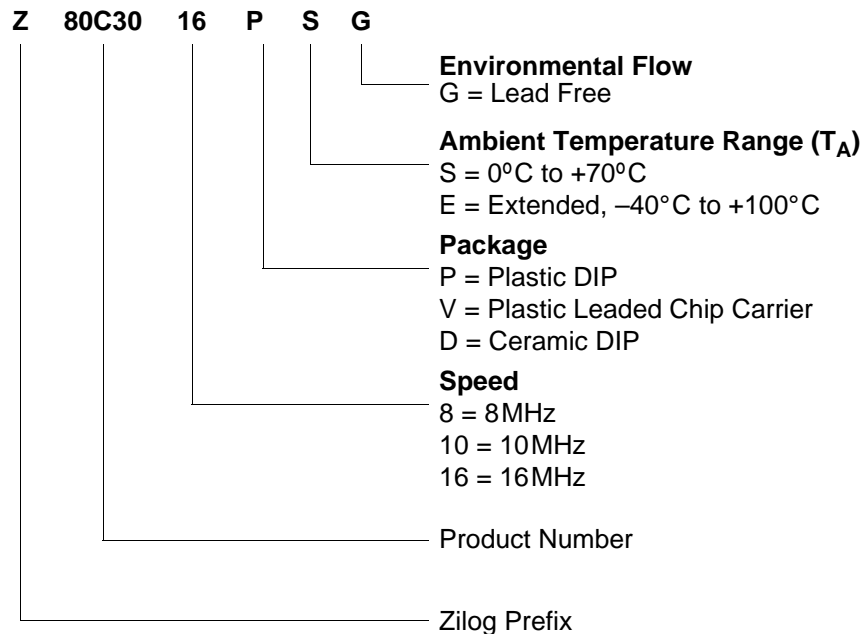 Z 80C30 16 P S G
Environmental Flow
G = Lead Free
Ambient Temperature Range (TA)
S = 0ºC to +70ºC
E = Extended, –40°C to +100°C
Package
P = Plastic DIP
V = Plastic Leaded Chip Carrier
D = Ceramic DIP
Speed
8 = 8MHz
10 = 10MHz
16 = 16MHz
Product Number
Zilog Prefix